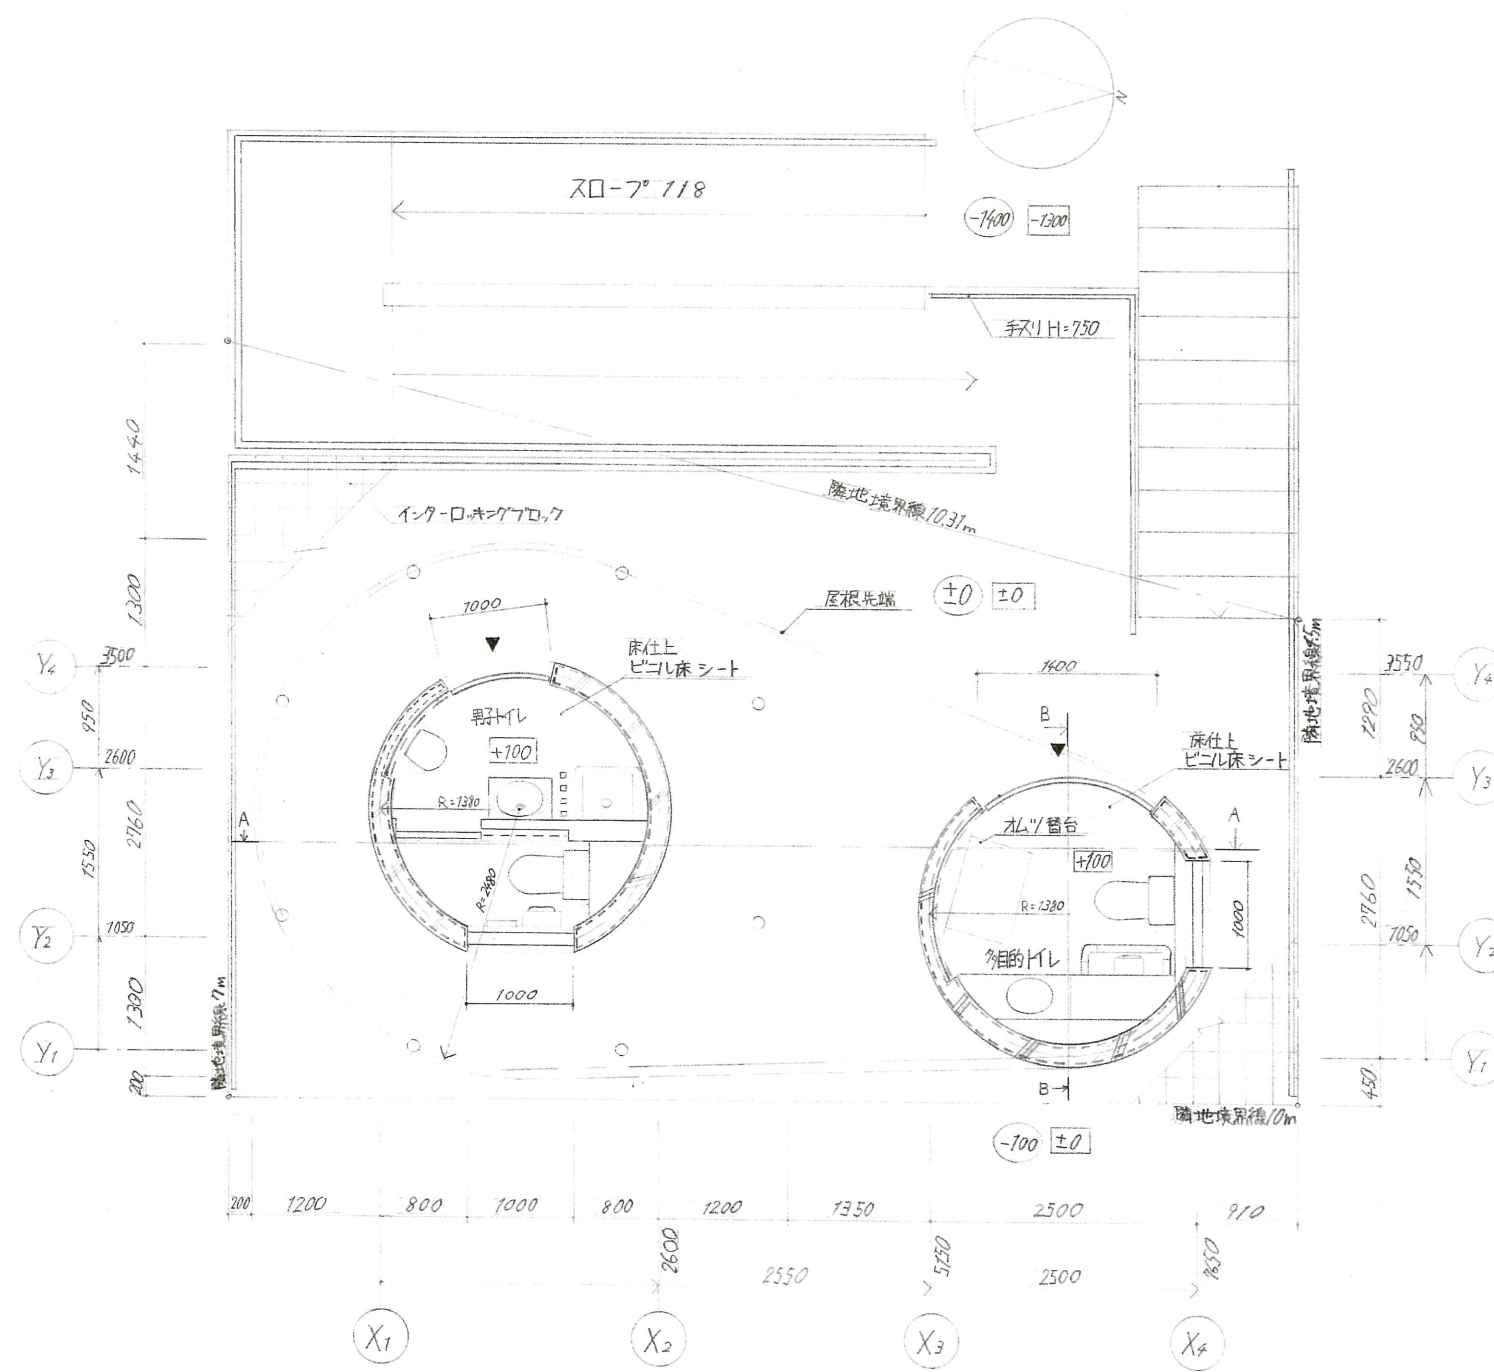 N
スロープ 1/8
-1400 -1300
手スリ H=750
1440
インターロッキングブロック
隣地境界線10.31m
1300
1000
屋根先端
±0 ±0
床仕上
ビニル床シート
Y4 3500
950
男子トイレ
+100
1400
隣地境界線4.5m
3550 Y4
1290
950
B
床仕上
ビニル床シート
Y3 2600
2760
1550
R=1380
A
オムツ替台
A
+100
2600 Y3
R=2480
R=1380
1000
2760
1550
Y2 1050
多目的トイレ
1050 Y2
1000
1300
隣地境界線7m
Y1
200
B
450
Y1
隣地境界線10m
-100 ±0
200 1200 800 1000 800 1200 1350 2500 910
2600 2550 5150 2500 7650
X1 X2 X3 X4